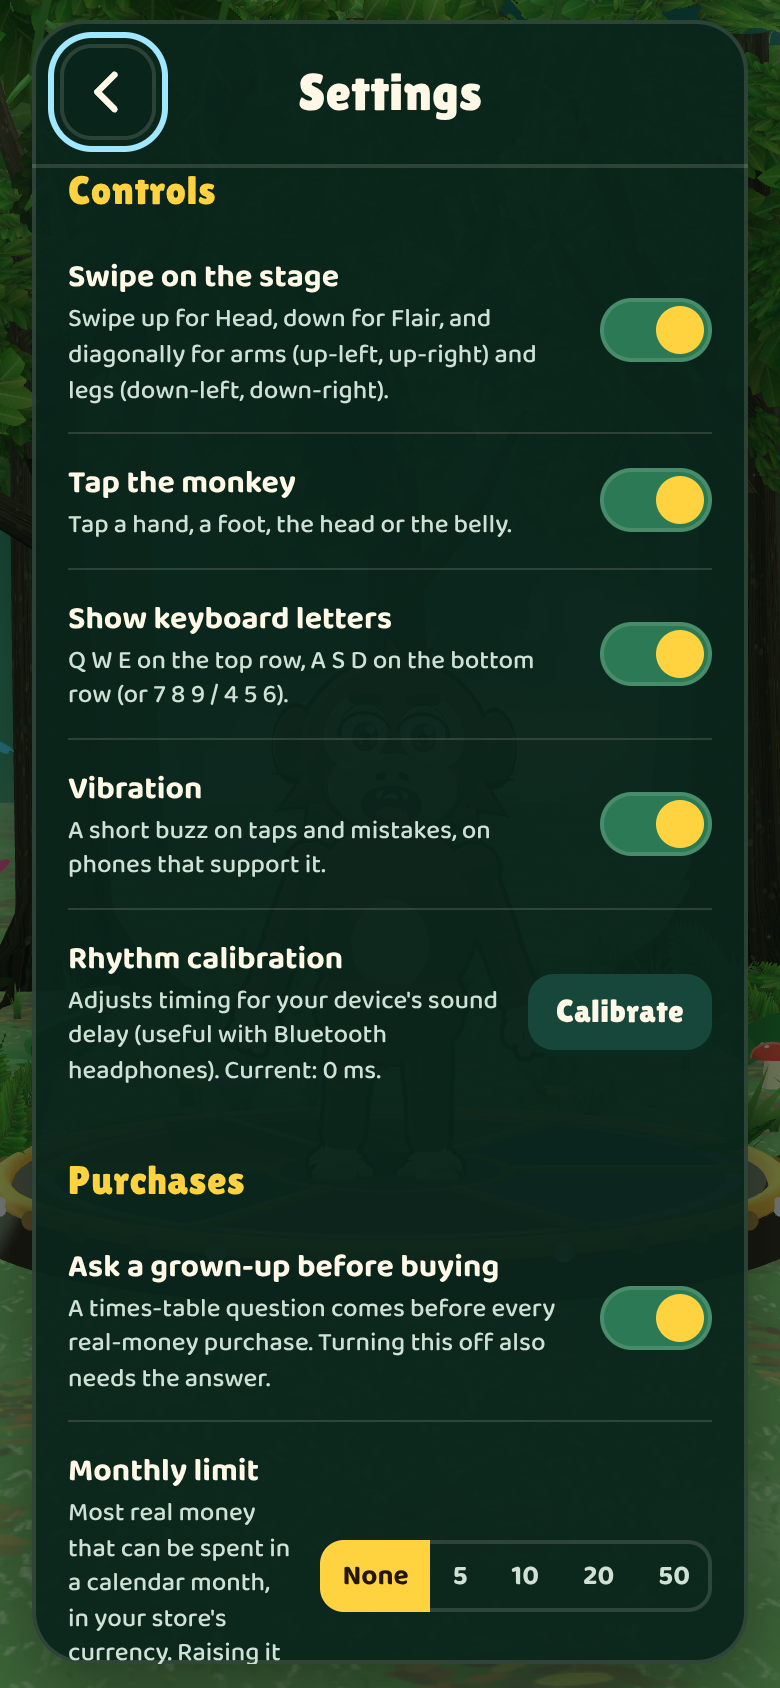 Settings
Controls
Swipe on the stage
Swipe up for Head, down for Flair, and
diagonally for arms (up-left, up-right) and
legs (down-left, down-right).
Tap the monkey
Tap a hand, a foot, the head or the belly.
Show keyboard letters
Q W E on the top row, A S D on the bottom
row (or 7 8 9 / 4 5 6).
Vibration
A short buzz on taps and mistakes, on
phones that support it.
Rhythm calibration
Adjusts timing for your device's sound
delay (useful with Bluetooth
headphones). Current: 0 ms.
Calibrate
Purchases
Ask a grown-up before buying
A times-table question comes before every
real-money purchase. Turning this off also
needs the answer.
Monthly limit
Most real money
that can be spent in
a calendar month,
in your store's
currency. Raising it
None 5 10 20 50